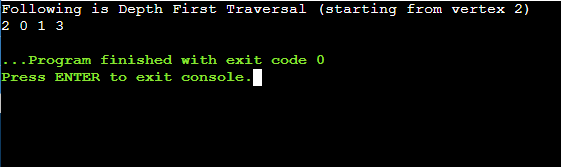 Following is Depth First Traversal (starting from vertex 2)
2 0 1 3
...Program finished with exit code 0
Press ENTER to exit console.